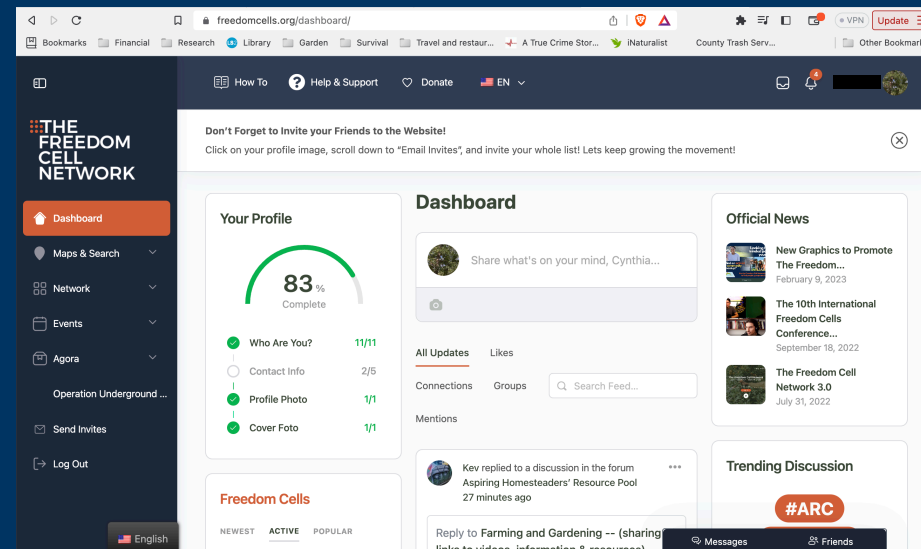 freedomcells.org/dashboard/
VPN
Update
Bookmarks
Financial
Research
Library
Garden
Survival
Travel and restaur...
A True Crime Stor...
iNaturalist
County Trash Serv...
Other Bookmar
How To
Help & Support
Donate
EN
4
THE
FREEDOM
CELL
NETWORK
Don't Forget to Invite your Friends to the Website!
Click on your profile image, scroll down to "Email Invites", and invite your whole list! Lets keep growing the movement!
Dashboard
Maps & Search
Network
Events
Agora
Operation Underground ...
Send Invites
Log Out
English
Your Profile
83%
Complete
Who Are You? 11/11
Contact Info 2/5
Profile Photo 1/1
Cover Foto 1/1
Freedom Cells
NEWEST ACTIVE POPULAR
Dashboard
Share what's on your mind, Cynthia...
All Updates Likes
Connections Groups Search Feed...
Mentions
Kev replied to a discussion in the forum
Aspiring Homesteaders' Resource Pool
27 minutes ago
Reply to Farming and Gardening -- (sharing
links to videos, information & resources)
Official News
New Graphics to Promote
The Freedom...
February 9, 2023
The 10th International
Freedom Cells
Conference...
September 18, 2022
The Freedom Cell
Network 3.0
July 31, 2022
Trending Discussion
#ARC
Messages
Friends